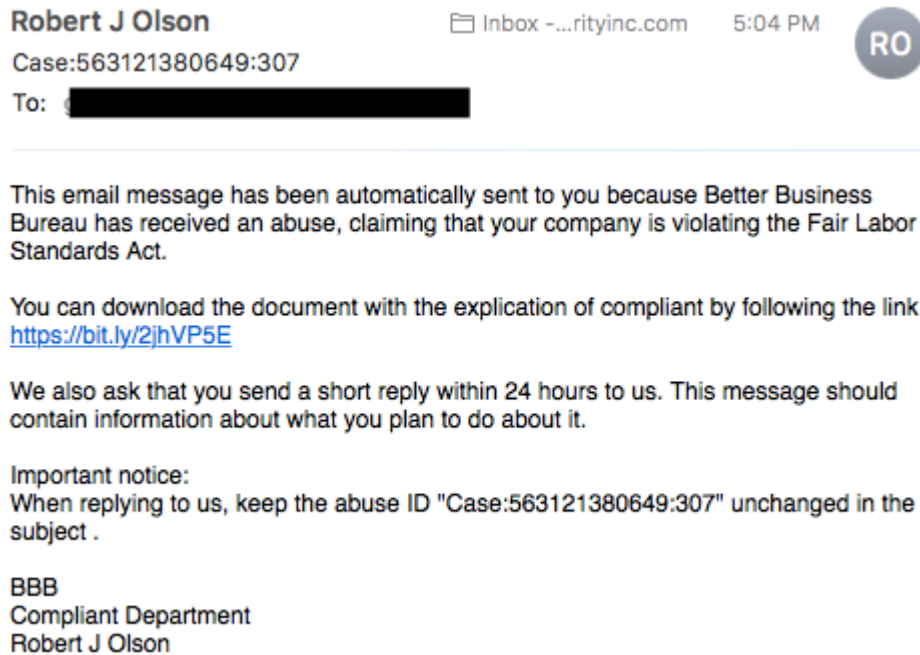 Robert J Olson
Inbox -...rityinc.com
5:04 PM
RO
Case:563121380649:307
To:
This email message has been automatically sent to you because Better Business
Bureau has received an abuse, claiming that your company is violating the Fair Labor
Standards Act.
You can download the document with the explication of compliant by following the link
https://bit.ly/2jhVP5E
We also ask that you send a short reply within 24 hours to us. This message should
contain information about what you plan to do about it.
Important notice:
When replying to us, keep the abuse ID "Case:563121380649:307" unchanged in the
subject .
BBB
Compliant Department
Robert J Olson